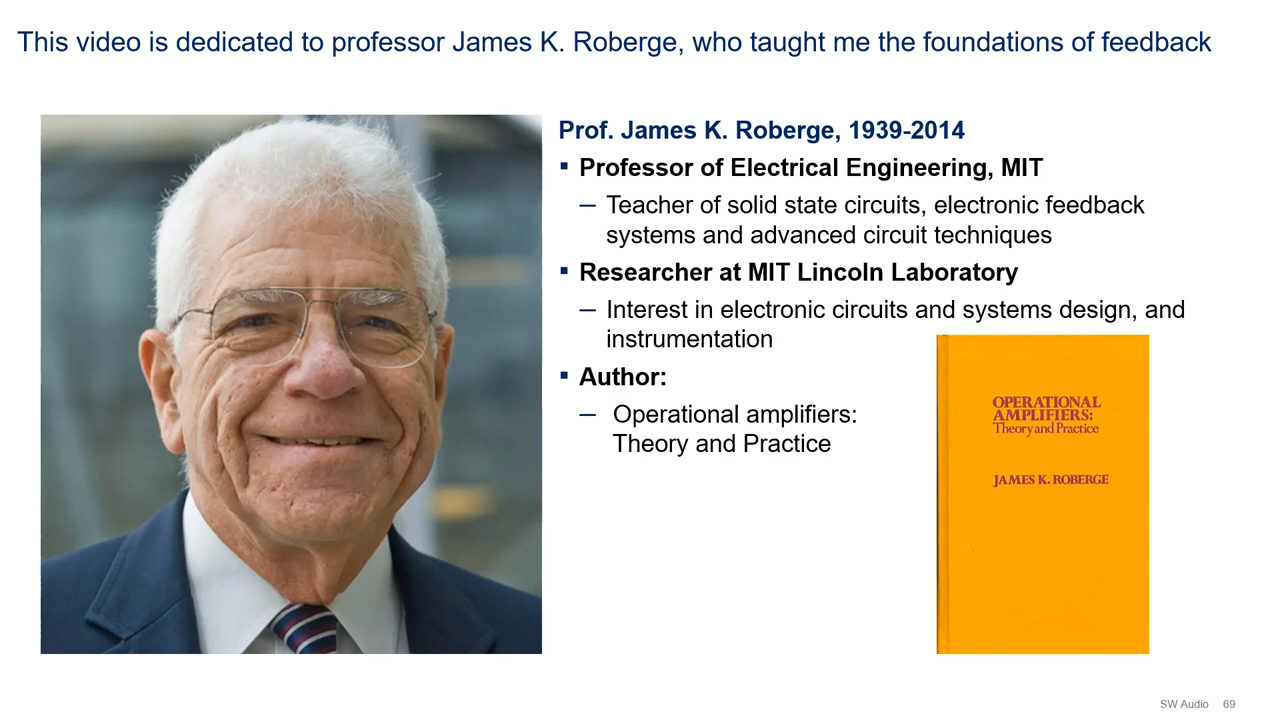 This video is dedicated to professor James K. Roberge, who taught me the foundations of feedback
Prof. James K. Roberge, 1939-2014
▪ Professor of Electrical Engineering, MIT
– Teacher of solid state circuits, electronic feedback
systems and advanced circuit techniques
▪ Researcher at MIT Lincoln Laboratory
– Interest in electronic circuits and systems design, and
instrumentation
▪ Author:
– Operational amplifiers:
Theory and Practice
OPERATIONAL
AMPLIFIERS:
Theory and Practice
JAMES K. ROBERGE
SW Audio 69